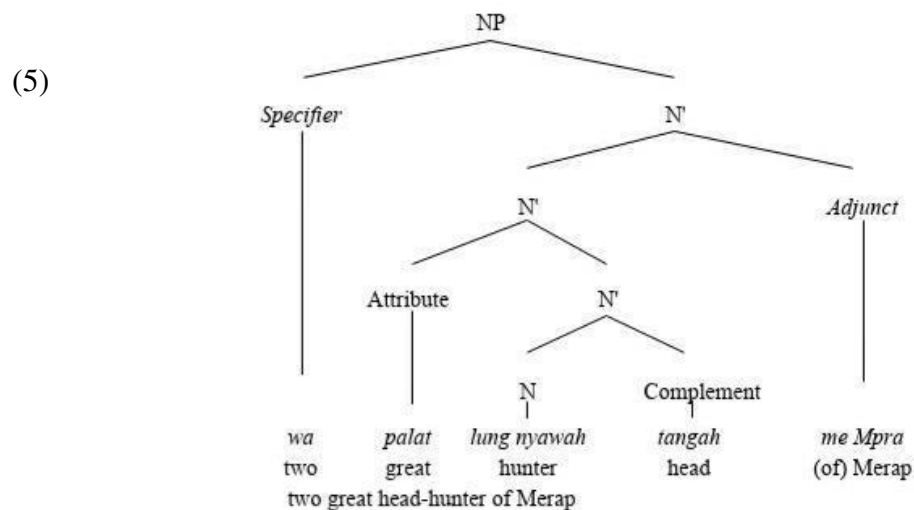 NP
(5)
Specifier N'
N' Adjunct
Attribute N'
N Complement
wa palat lung nyawah tangah me Mpra
two great hunter head (of) Merap
two great head-hunter of Merap